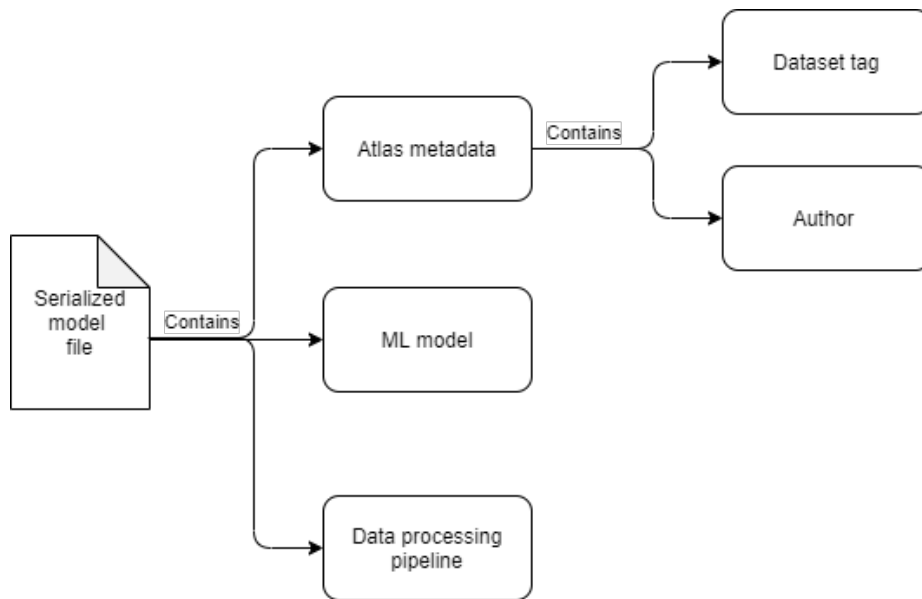 Dataset tag
Contains
Atlas metadata
Author
Serialized
model
file
Contains
ML model
Data processing
pipeline